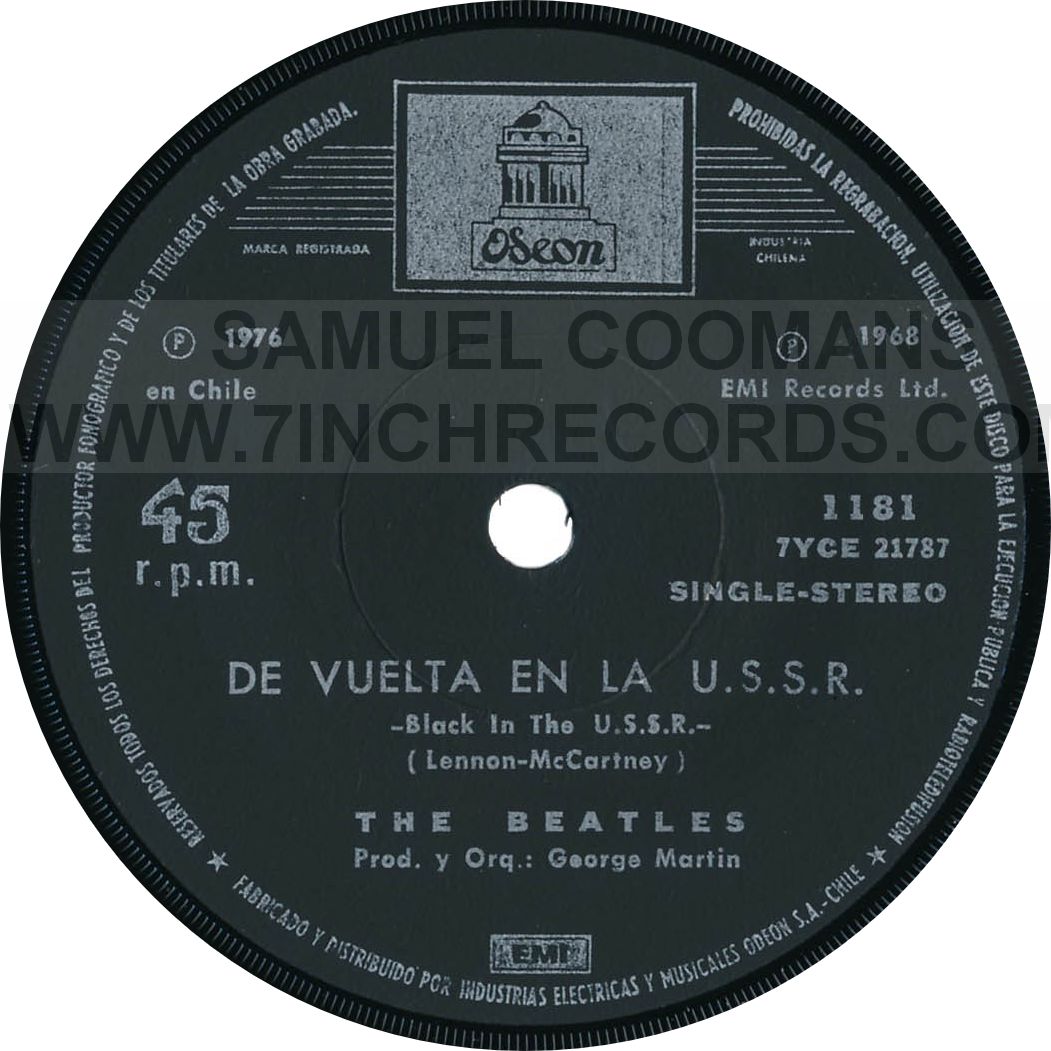 RESERVADOS TODOS LOS DERECHOS DEL PRODUCTOR FONOGRAFICO Y DE LOS TITULARES DE LA OBRA GRABADA.
PROHIBIDAS LA REGRABACION, UTILIZACION DE ESTE DISCO PARA LA EJECUCION PUBLICA Y RADIOTELEDIFUSION
Odeon
MARCA REGISTRADA
INDUSTRIA
CHILENA
℗ 1976
en Chile
℗ 1968
EMI Records Ltd.
SAMUEL COOMANS
WWW.7INCHRECORDS.COM
45
r.p.m.
1181
7YCE 21787
SINGLE-STEREO
DE VUELTA EN LA U.S.S.R.
-Black In The U.S.S.R.-
(Lennon-McCartney)
THE BEATLES
Prod. y Orq.: George Martin
EMI
★ FABRICADO Y DISTRIBUIDO POR INDUSTRIAS ELECTRICAS Y MUSICALES ODEON S.A.-CHILE ★